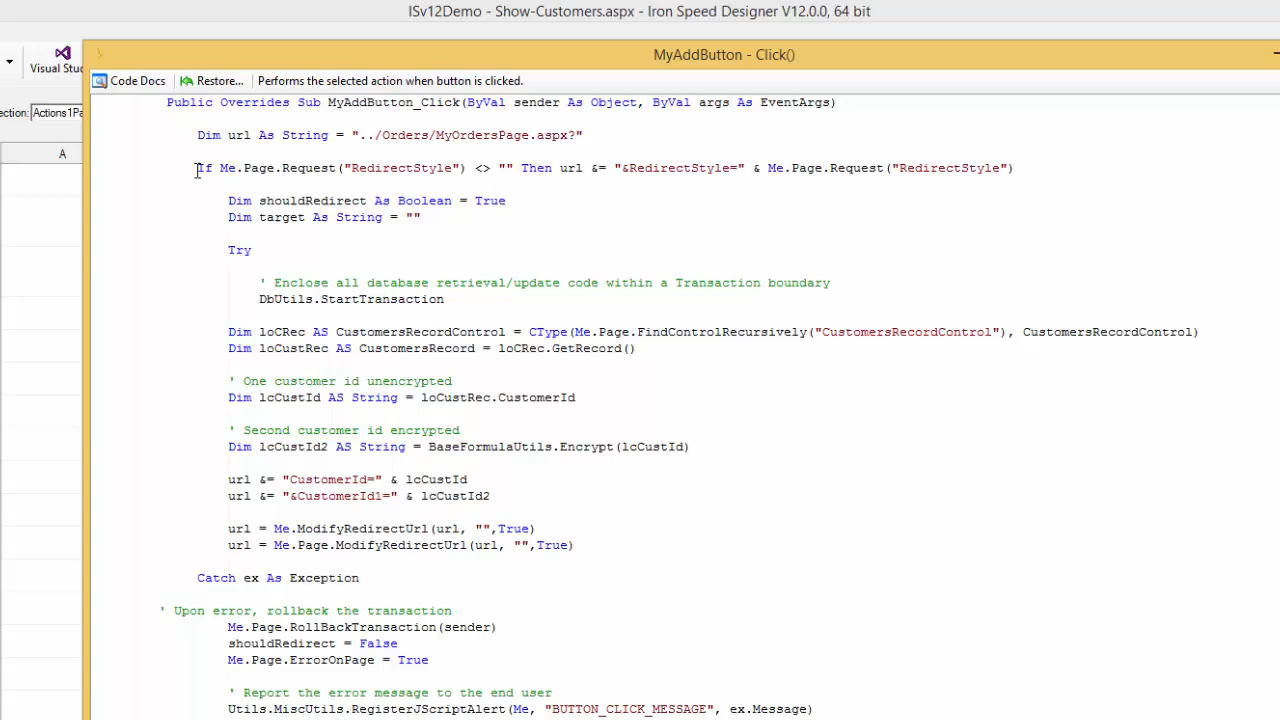 ISv12Demo - Show-Customers.aspx - Iron Speed Designer V12.0.0, 64 bit
MyAddButton - Click()
Visual Stu
Code Docs Restore... Performs the selected action when button is clicked.
ection: Actions1Pa
A
Public Overrides Sub MyAddButton_Click(ByVal sender As Object, ByVal args As EventArgs)
Dim url As String = "../Orders/MyOrdersPage.aspx?"
If Me.Page.Request("RedirectStyle") <> "" Then url &= "&RedirectStyle=" & Me.Page.Request("RedirectStyle")
Dim shouldRedirect As Boolean = True
Dim target As String = ""
Try
' Enclose all database retrieval/update code within a Transaction boundary
DbUtils.StartTransaction
Dim loCRec AS CustomersRecordControl = CType(Me.Page.FindControlRecursively("CustomersRecordControl"), CustomersRecordControl)
Dim loCustRec AS CustomersRecord = loCRec.GetRecord()
' One customer id unencrypted
Dim lcCustId AS String = loCustRec.CustomerId
' Second customer id encrypted
Dim lcCustId2 AS String = BaseFormulaUtils.Encrypt(lcCustId)
url &= "CustomerId=" & lcCustId
url &= "&CustomerId1=" & lcCustId2
url = Me.ModifyRedirectUrl(url, "",True)
url = Me.Page.ModifyRedirectUrl(url, "",True)
Catch ex As Exception
' Upon error, rollback the transaction
Me.Page.RollBackTransaction(sender)
shouldRedirect = False
Me.Page.ErrorOnPage = True
' Report the error message to the end user
Utils.MiscUtils.RegisterJScriptAlert(Me, "BUTTON_CLICK_MESSAGE", ex.Message)